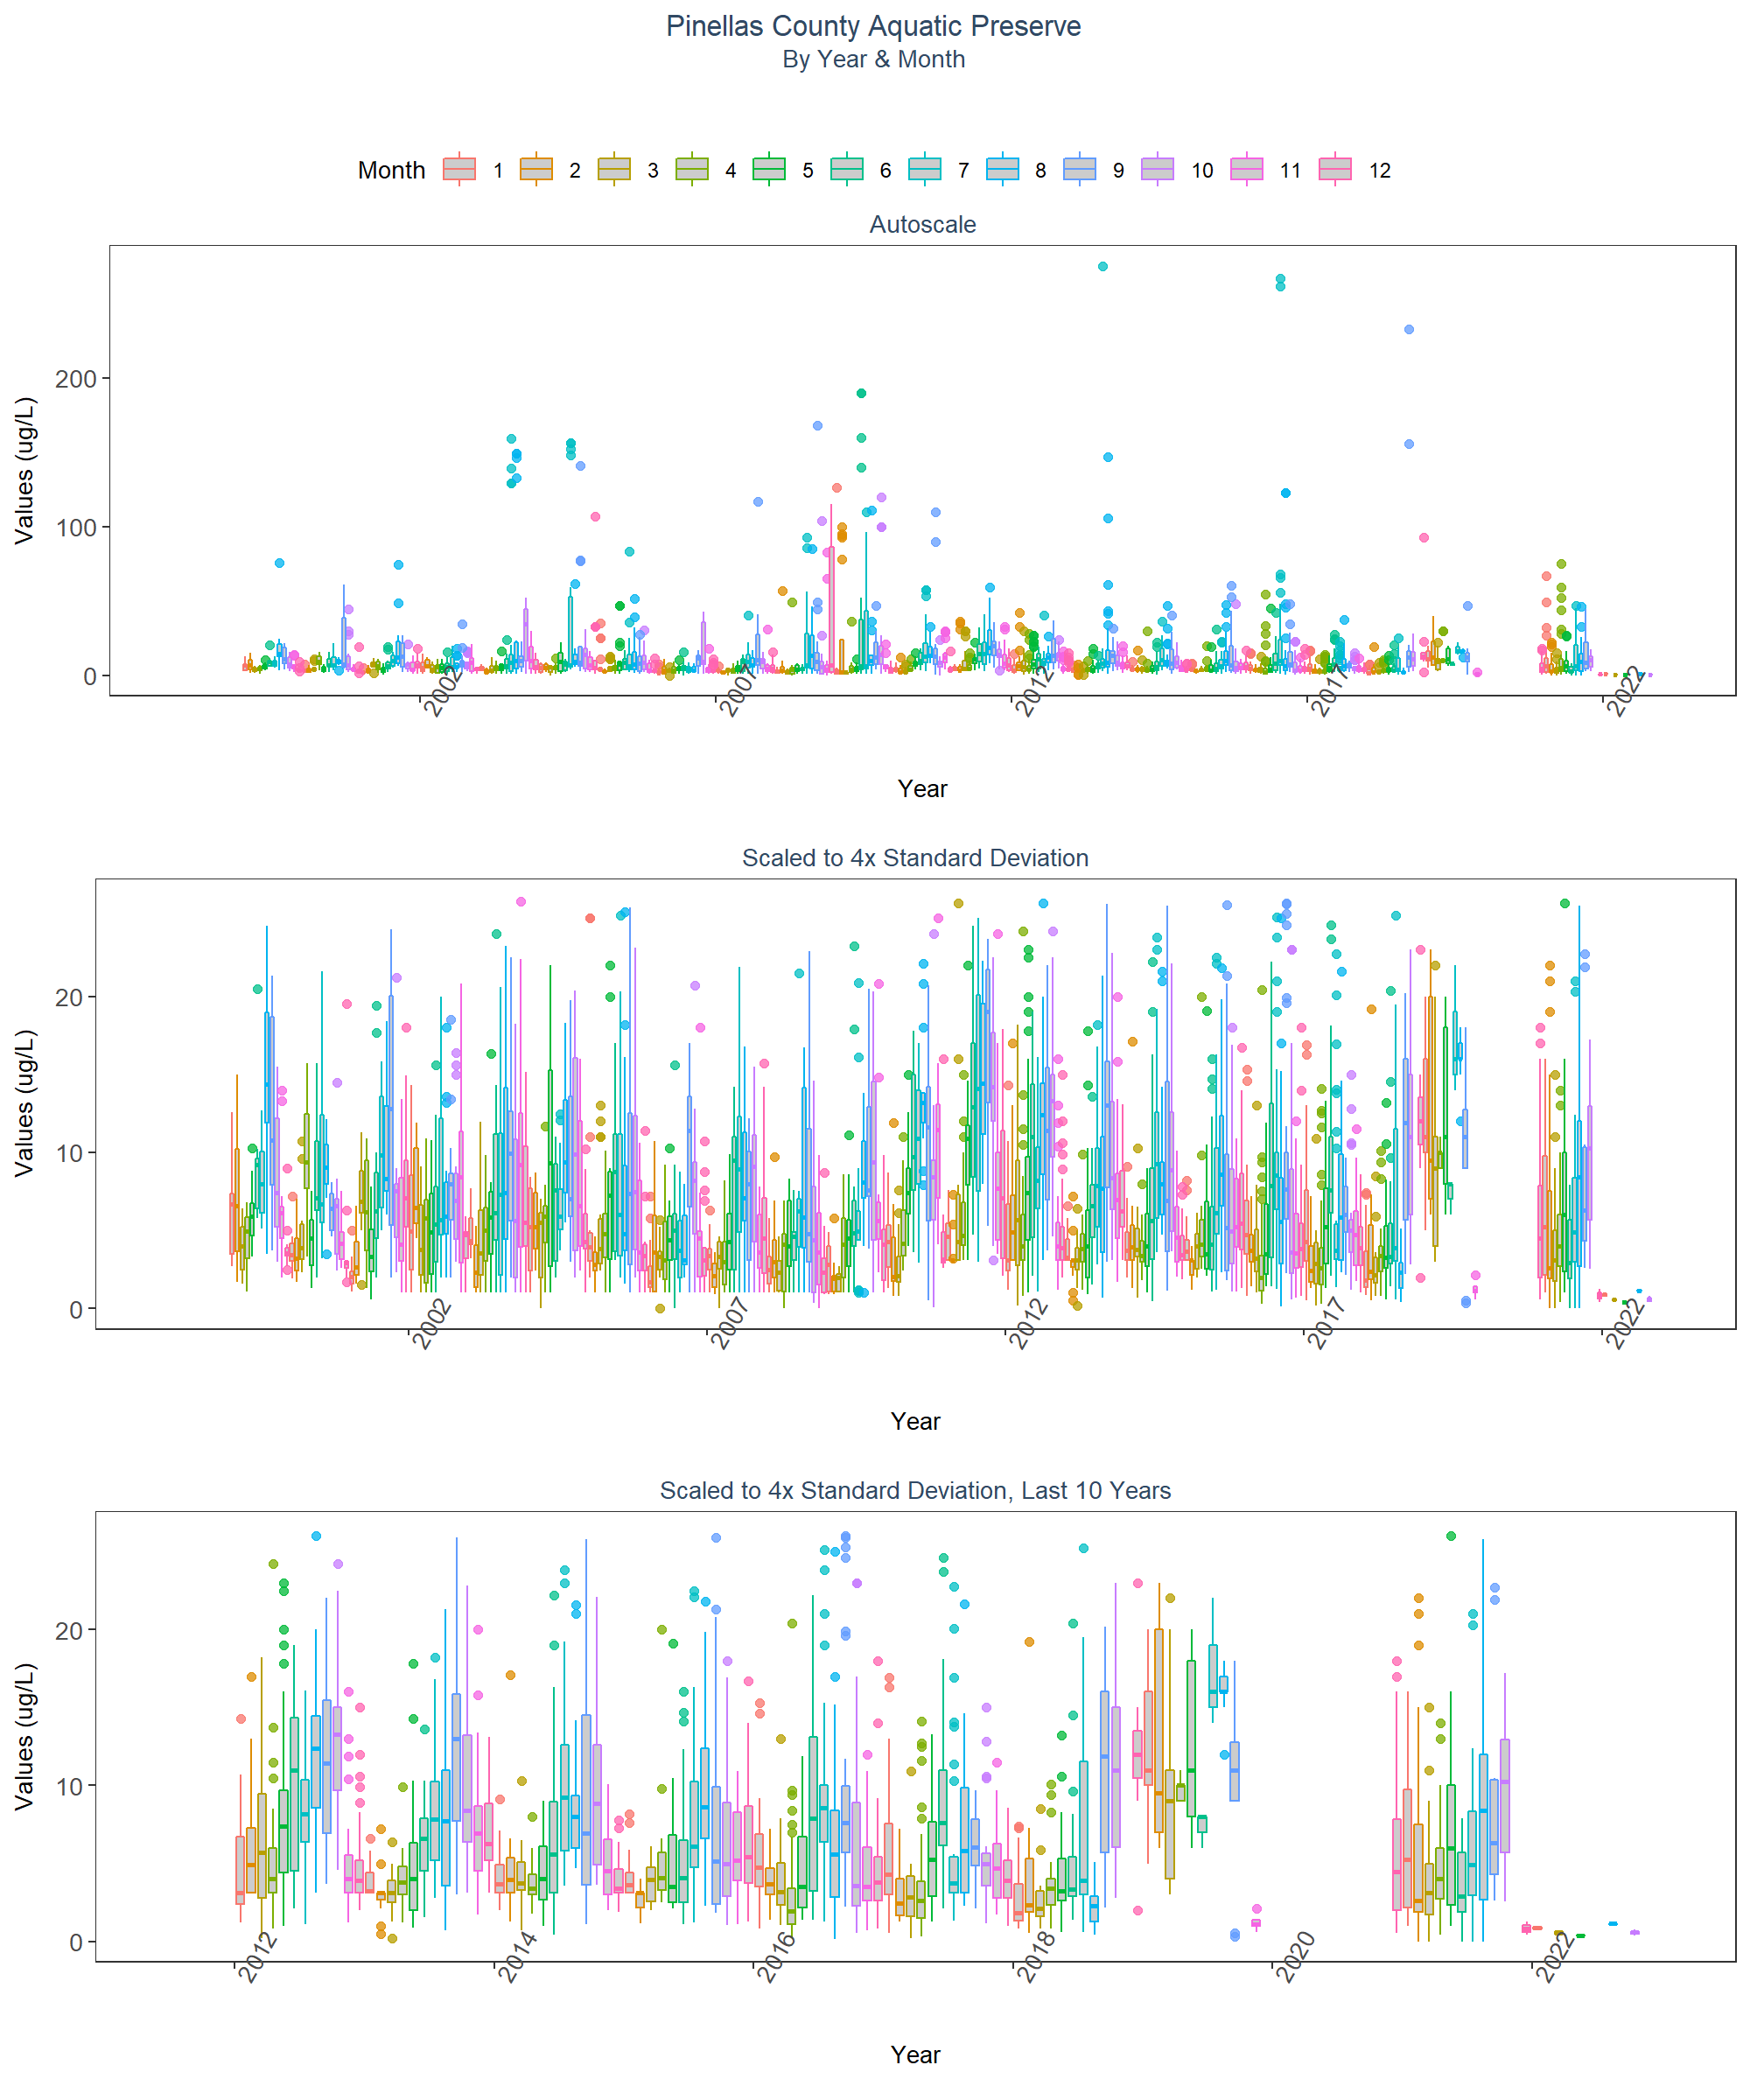 Pinellas County Aquatic Preserve
By Year & Month
Month 1 2 3 4 5 6 7 8 9 10 11 12
Autoscale
Values (ug/L)
200
100
0
2002 2007 2012 2017 2022
Year
Scaled to 4x Standard Deviation
Values (ug/L)
20
10
0
2002 2007 2012 2017 2022
Year
Scaled to 4x Standard Deviation, Last 10 Years
Values (ug/L)
20
10
0
2012 2014 2016 2018 2020 2022
Year